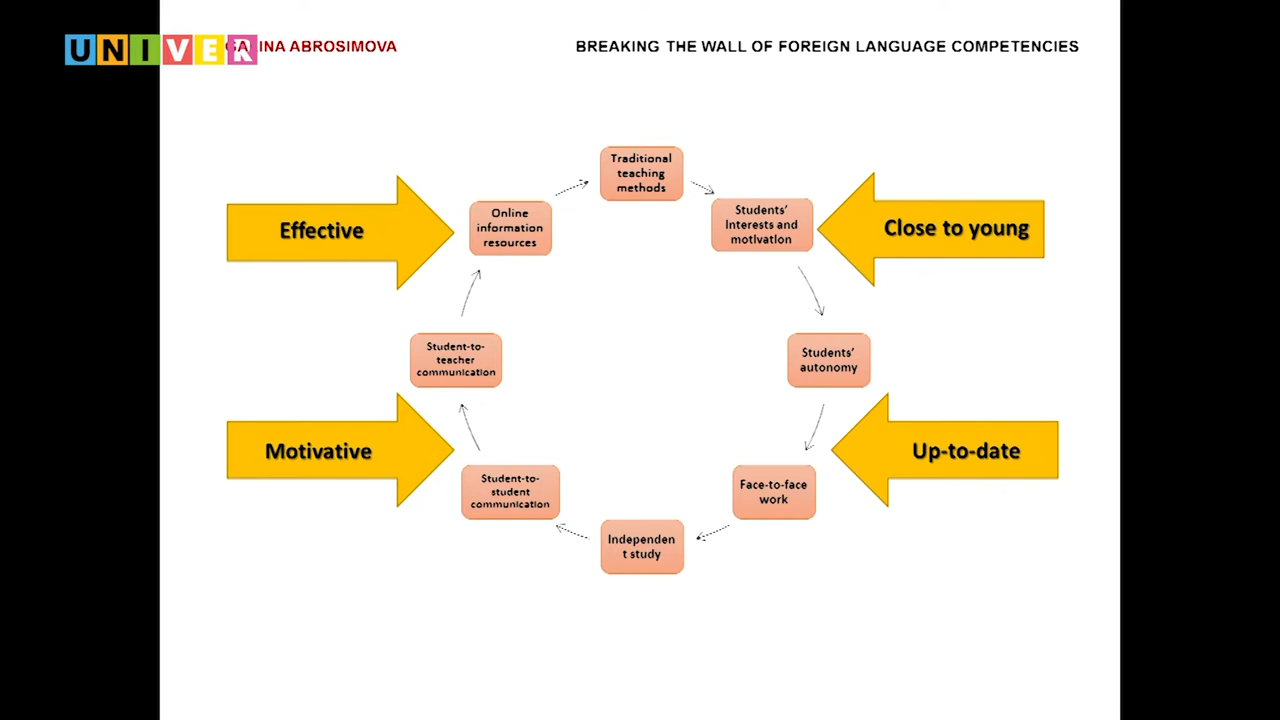 UNIVER
GALINA ABROSIMOVA
BREAKING THE WALL OF FOREIGN LANGUAGE COMPETENCIES
Traditional
teaching
methods
Students'
Interests and
motivation
Close to young
Students'
autonomy
Up-to-date
Face-to-face
work
Independen
t study
Student-to-
student
communication
Motivative
Student-to-
teacher
communication
Effective
Online
information
resources